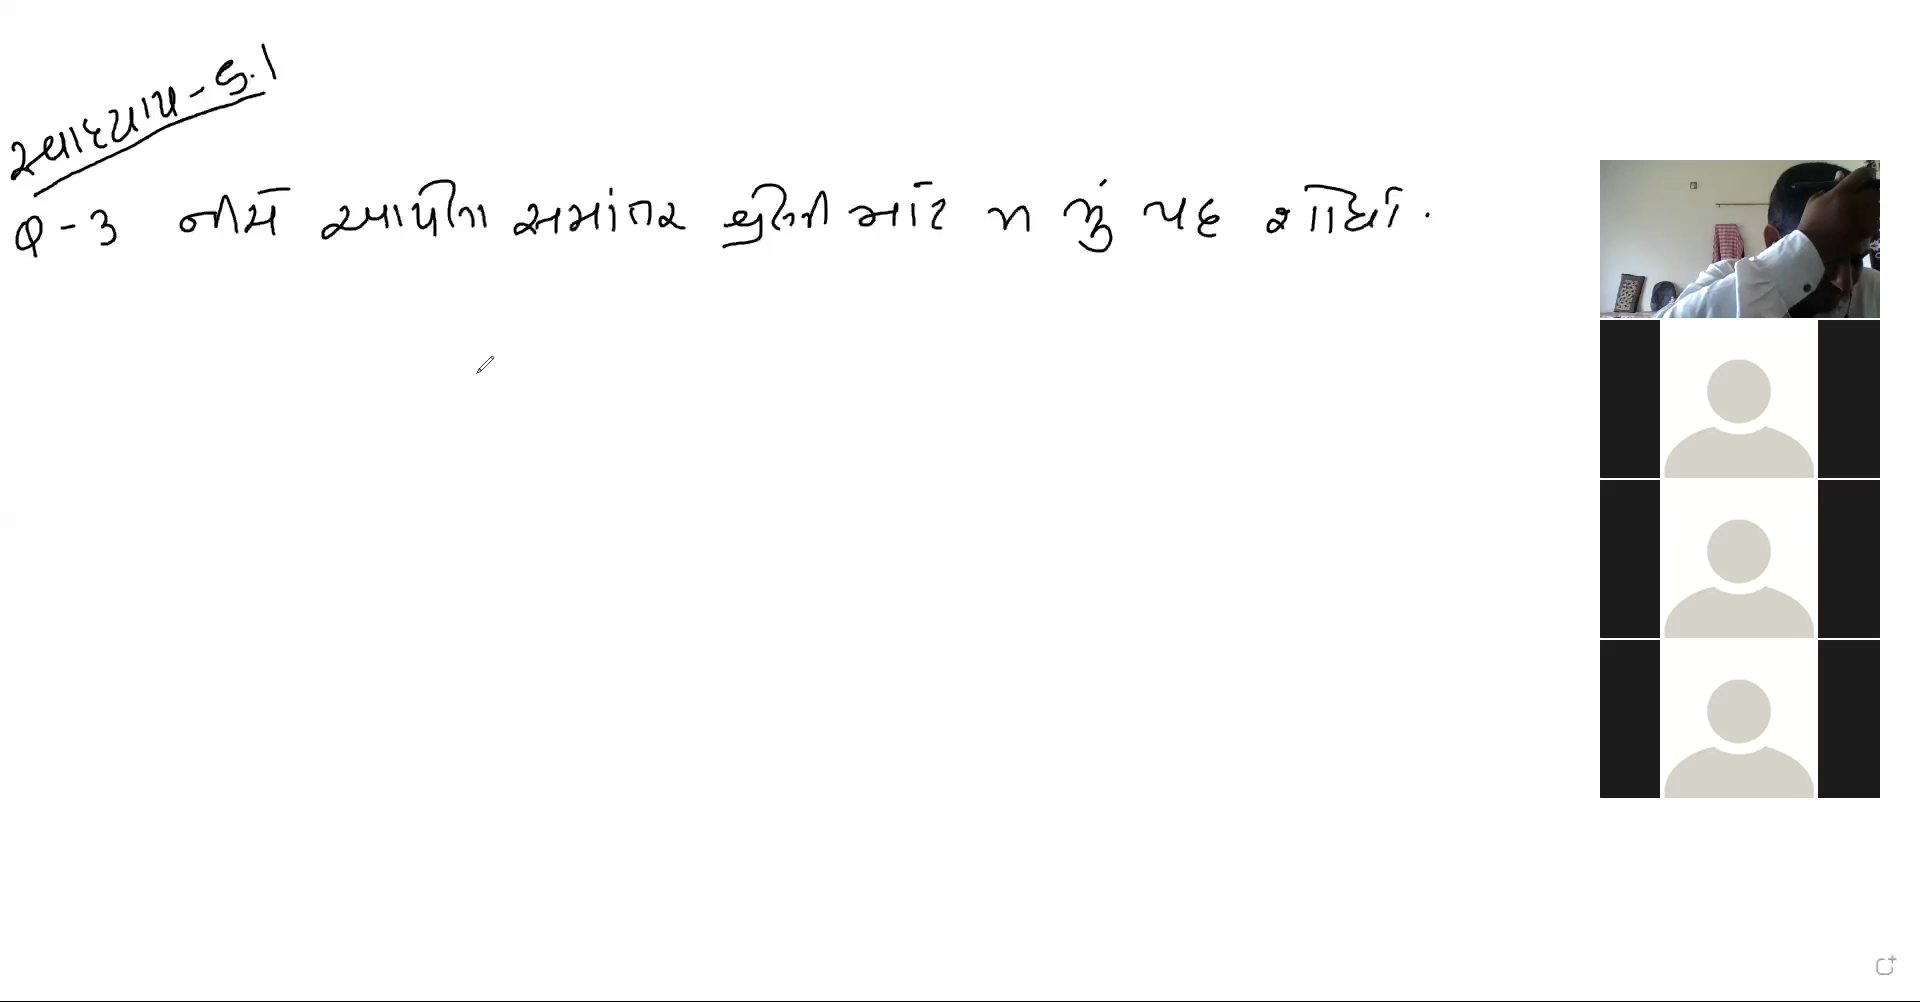 સ્વાધ્યાય - 5.1
Q-3 નીચે આપેલા સમાંતર શ્રેણી માટે n મું પદ શોધો.